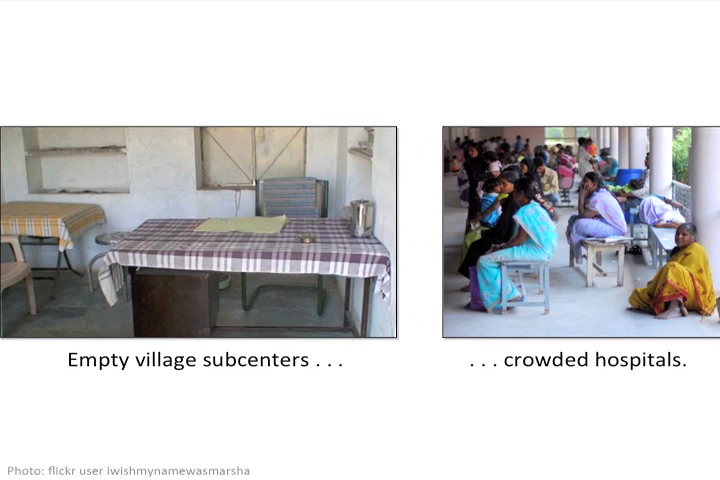 Empty village subcenters . . .
. . . crowded hospitals.
Photo: flickr user iwishmynamewasmarsha